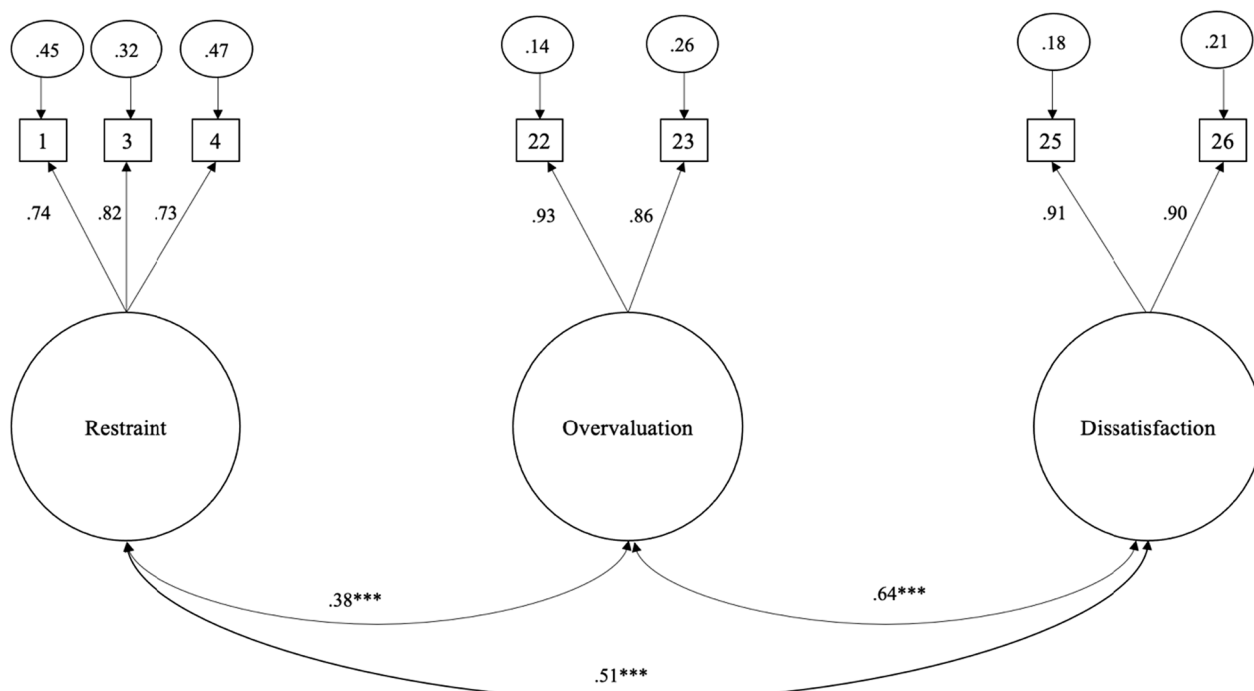 .45 .32 .47 .14 .26 .18 .21
1 3 4 22 23 25 26
.74 .82 .73 .93 .86 .91 .90
Restraint Overvaluation Dissatisfaction
.38*** .64***
.51***